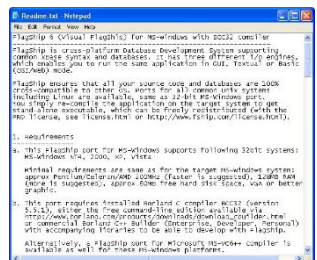 Readme.txt - Notepad
File Edit Format View Help
FlagShip 6 (Visual FlagShip) for MS-Windows with BCC32 compiler
FlagShip is cross-platform Database Development System supporting
common Xbase syntax and databases. It has three different i/o engines,
which enables you to run the same application in GUI, Textual or Basic
(CGI/Web) mode.
FlagShip ensures that all your source code and databases are 100%
cross-compatible to other OS. Ports for all common Unix systems
including Linux are available, same as 32-bit MS-Windows port.
You simply re-compile the application on the target system to get
stand-alone executable, which can be freely redistributed (with the
PRO license, see license.html or http://www.fship.com/license.html).
1. Requirements
a. This FlagShip port for MS-Windows supports following 32bit systems:
MS-Windows NT4, 2000, XP, Vista
Minimal requirements are same as for the target MS-Windows system:
approx Pentium/Celeron/AMD 200MHz (faster is suggested), 128MB RAM
(more is suggested), approx 60MB free hard disk space, VGA or better
graphic.
b. This port requires installed Borland C compiler BCC32 (version
5.5.1), either the free command-line edition available via
http://www.borland.com/products/downloads/download_cbuilder.html
or commercial Borland C++ Builder (Enterprise, Developer, Personal)
with accompanying libraries to be able to develop with FlagShip.
Alternatively, a FlagShip port for Microsoft MS-VC6++ compiler is
available as well for these MS-Windows platforms.